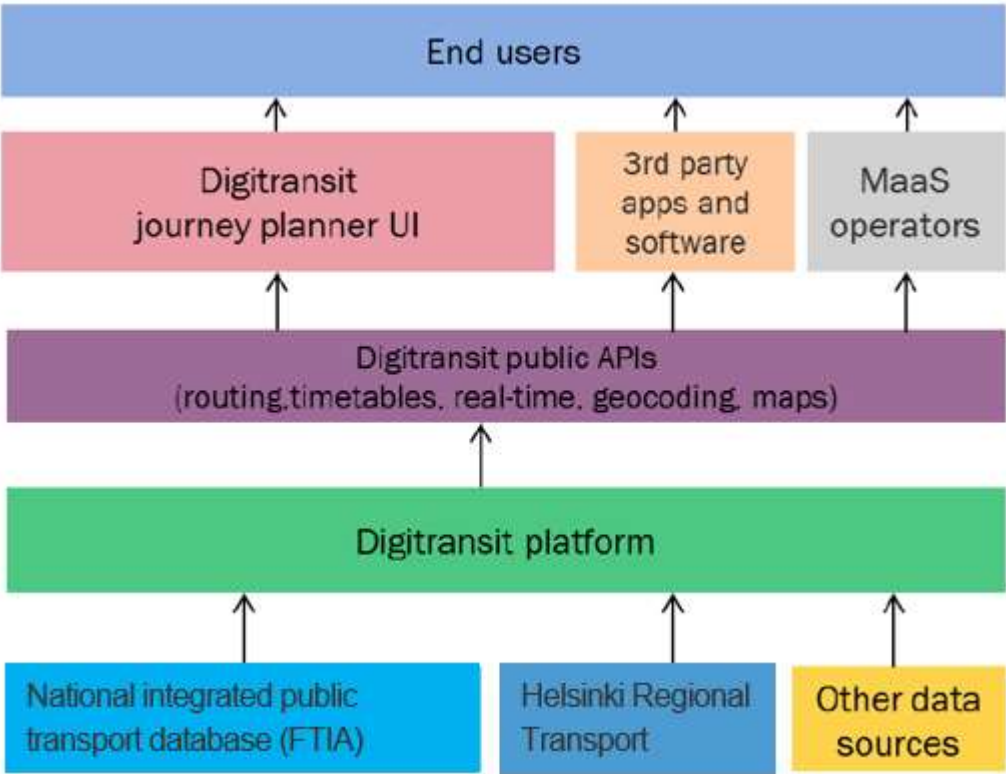 End users
Digitransit
journey planner UI
3rd party
apps and
software
MaaS
operators
Digitransit public APIs
(routing,timetables, real-time, geocoding, maps)
Digitransit platform
National integrated public
transport database (FTIA)
Helsinki Regional
Transport
Other data
sources